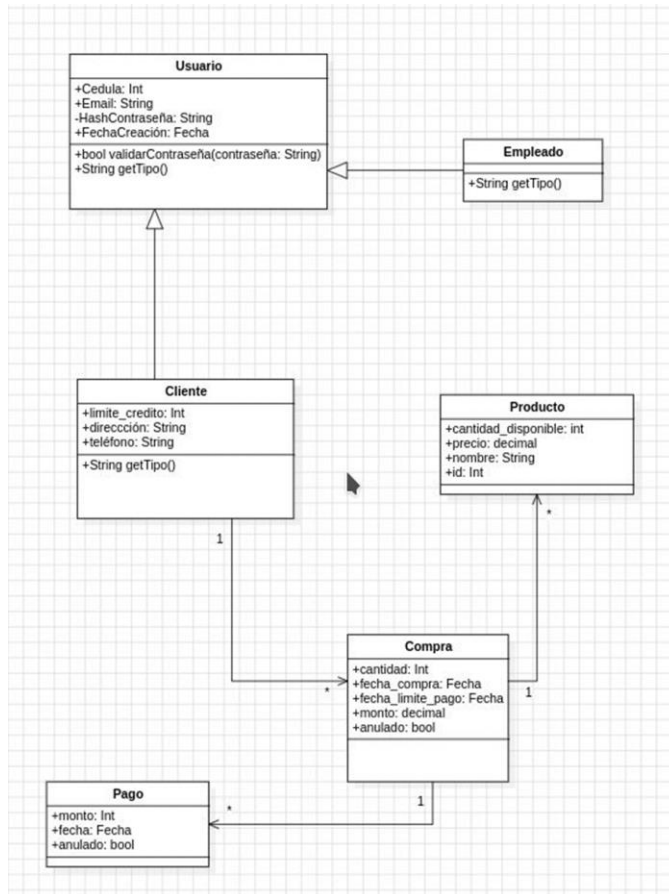 Usuario
+Cedula: Int
+Email: String
-HashContraseña: String
+FechaCreación: Fecha
+bool validarContraseña(contraseña: String)
+String getTipo()
Empleado
+String getTipo()
Cliente
+limite_credito: Int
+direccción: String
+teléfono: String
+String getTipo()
Producto
+cantidad_disponible: int
+precio: decimal
+nombre: String
+id: Int
1
*
Compra
+cantidad: Int
+fecha_compra: Fecha
+fecha_limite_pago: Fecha
+monto: decimal
+anulado: bool
*
1
1
*
Pago
+monto: Int
+fecha: Fecha
+anulado: bool